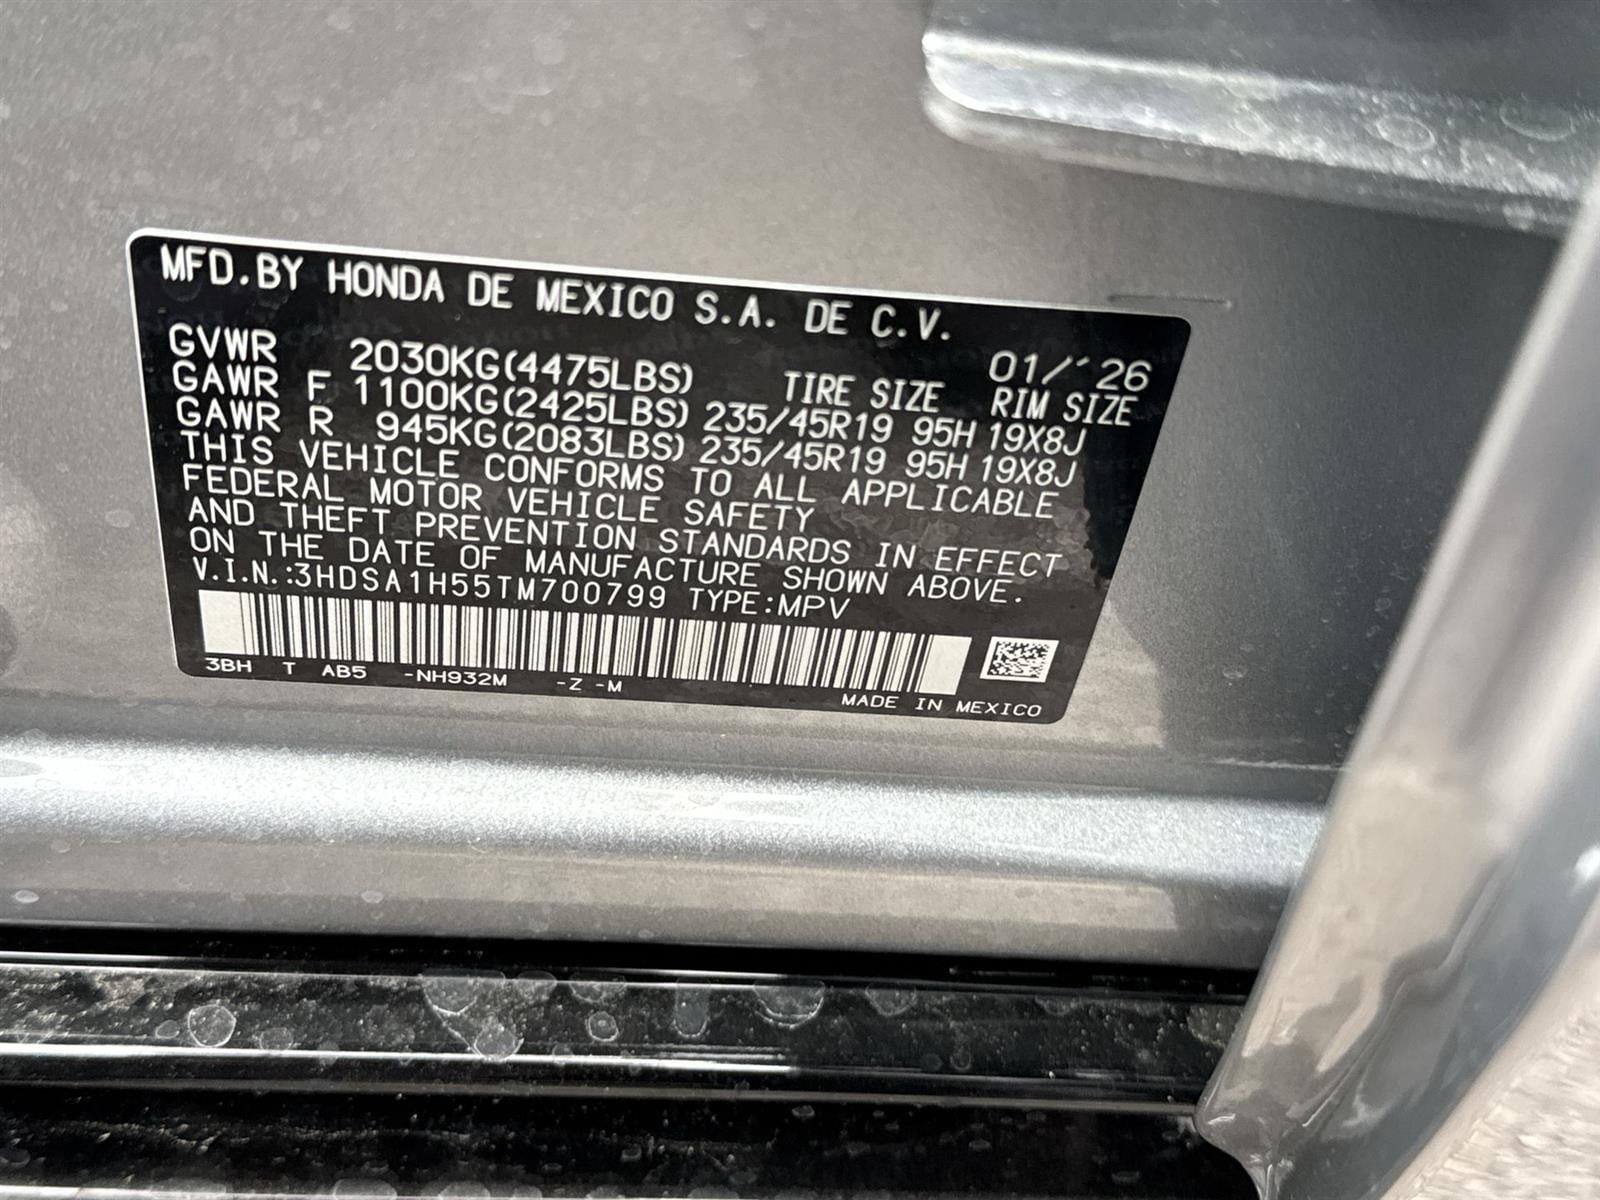 MFD.BY HONDA DE MEXICO S.A. DE C.V.
01/'26
GVWR 2030KG(4475LBS) TIRE SIZE RIM SIZE
GAWR F 1100KG(2425LBS) 235/45R19 95H 19X8J
GAWR R 945KG(2083LBS) 235/45R19 95H 19X8J
THIS VEHICLE CONFORMS TO ALL APPLICABLE
FEDERAL MOTOR VEHICLE SAFETY
AND THEFT PREVENTION STANDARDS IN EFFECT
ON THE DATE OF MANUFACTURE SHOWN ABOVE.
V.I.N.:3HDSA1H55TM700799 TYPE:MPV
3BH T AB5 -NH932M -Z -M
MADE IN MEXICO